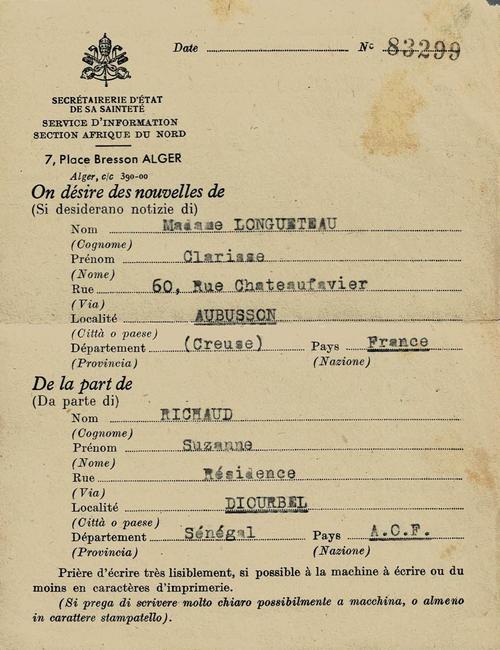 Date N° 83299
SECRÉTAIRERIE D'ÉTAT
DE SA SAINTETÉ
SERVICE D'INFORMATION
SECTION AFRIQUE DU NORD
7, Place Bresson ALGER
Alger, c/c 390-00
On désire des nouvelles de
(Si desiderano notizie di)
Nom Madame LONGUETEAU
(Cognome)
Prénom Clarisse
(Nome)
Rue 60, Rue Chateaufavier
(Via)
Localité AUBUSSON
(Città o paese)
Département (Creuse) Pays France
(Provincia) (Nazione)
De la part de
(Da parte di)
Nom RICHAUD
(Cognome)
Prénom Suzanne
(Nome)
Rue Résidence
(Via)
Localité DIOURBEL
(Città o paese)
Département Sénégal Pays A.O.F.
(Provincia) (Nazione)
Prière d'écrire très lisiblement, si possible à la machine à écrire ou du
moins en caractères d'imprimerie.
(Si prega di scrivere molto chiaro possibilmente a macchina, o almeno
in carattere stampatello).